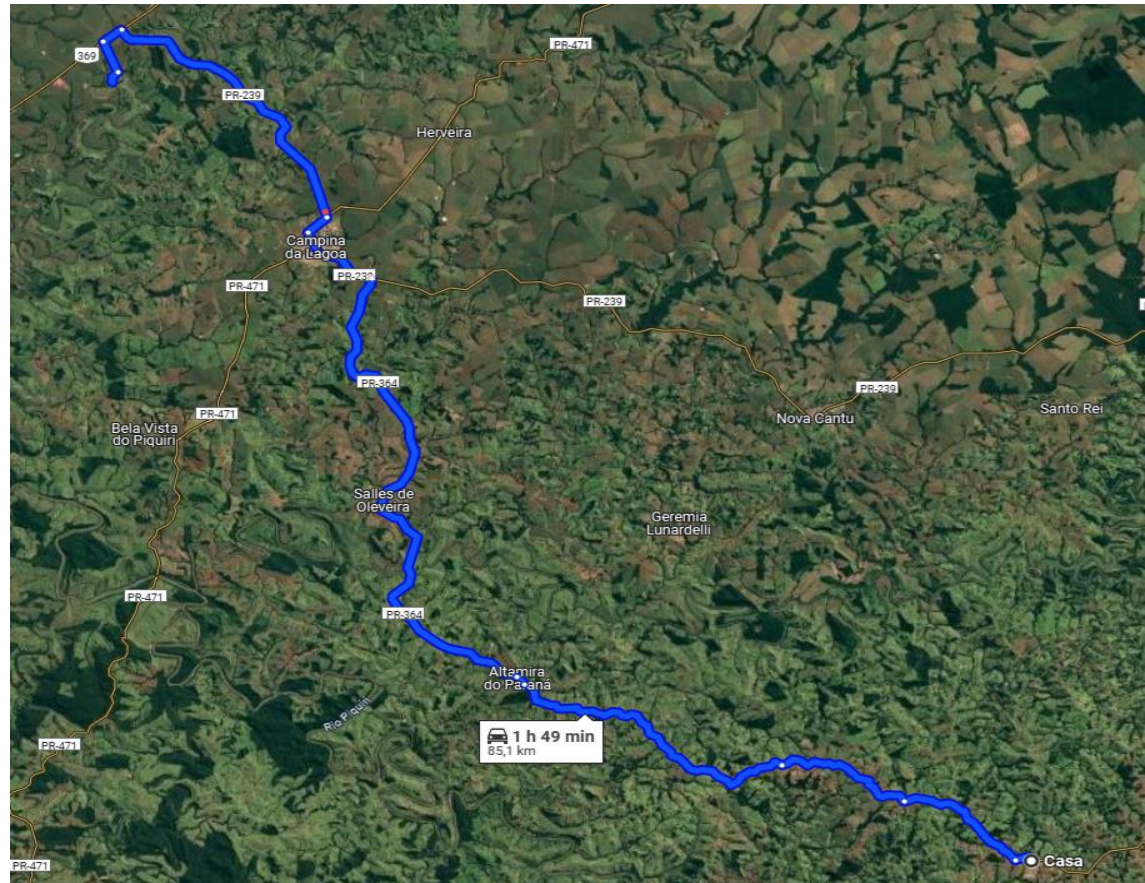 PR-471
369
PR-239
Herveira
Campina
da Lagoa
PR-239
PR-471
PR-239
PR-364
PR-239
Nova Cantu
Santo Rei
PR-471
Bela Vista
do Piquiri
Salles de
Oleveira
Geremia
Lunardelli
PR-471
PR-364
Altamira
do Paraná
Rio Piquiri
1 h 49 min
85,1 km
PR-471
Casa
PR-471